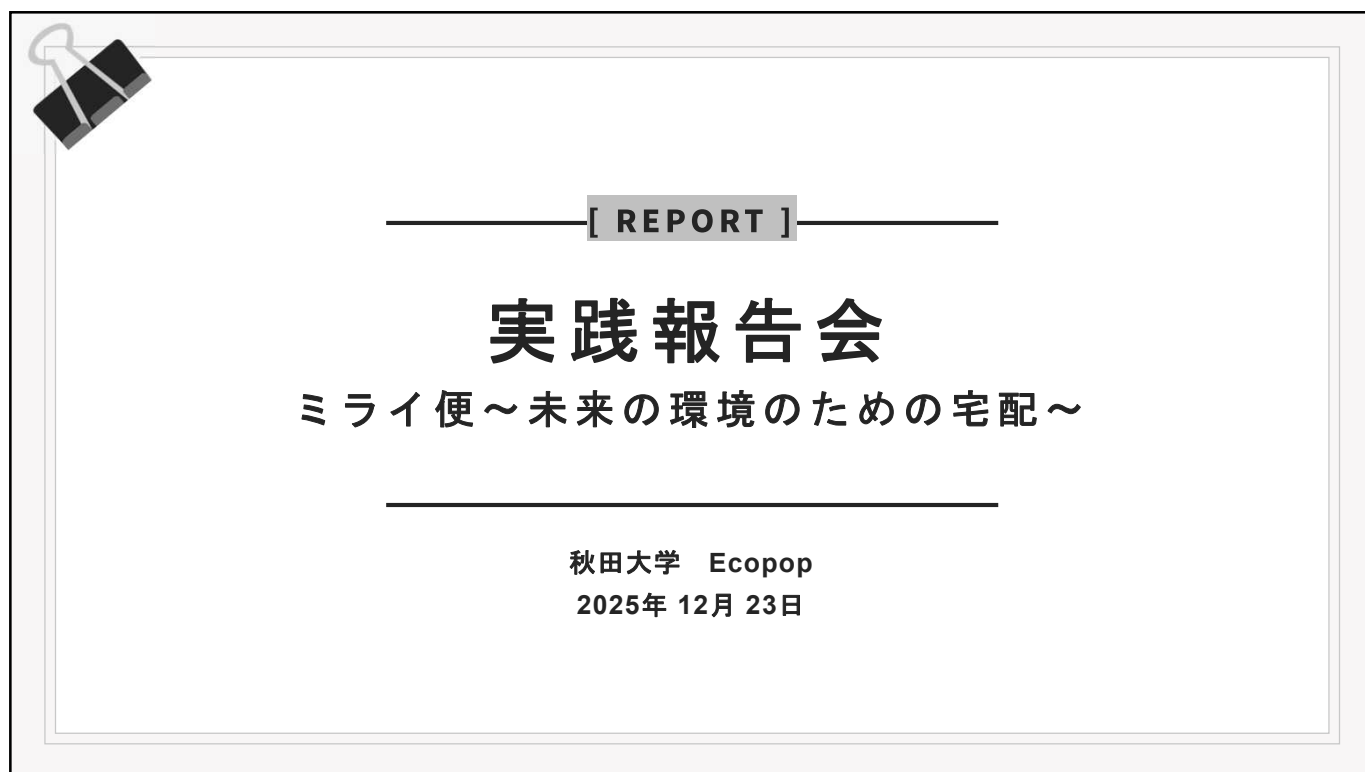 [ REPORT ]
実践報告会
ミライ便～未来の環境のための宅配～
秋田大学　Ecopop
2025年 12月 23日